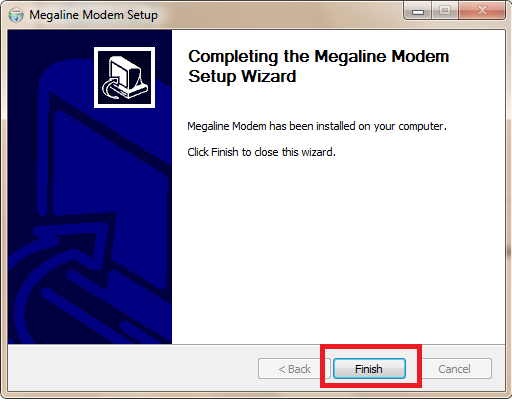 Megaline Modem Setup
Completing the Megaline Modem
Setup Wizard
Megaline Modem has been installed on your computer.
Click Finish to close this wizard.
< Back
Finish
Cancel